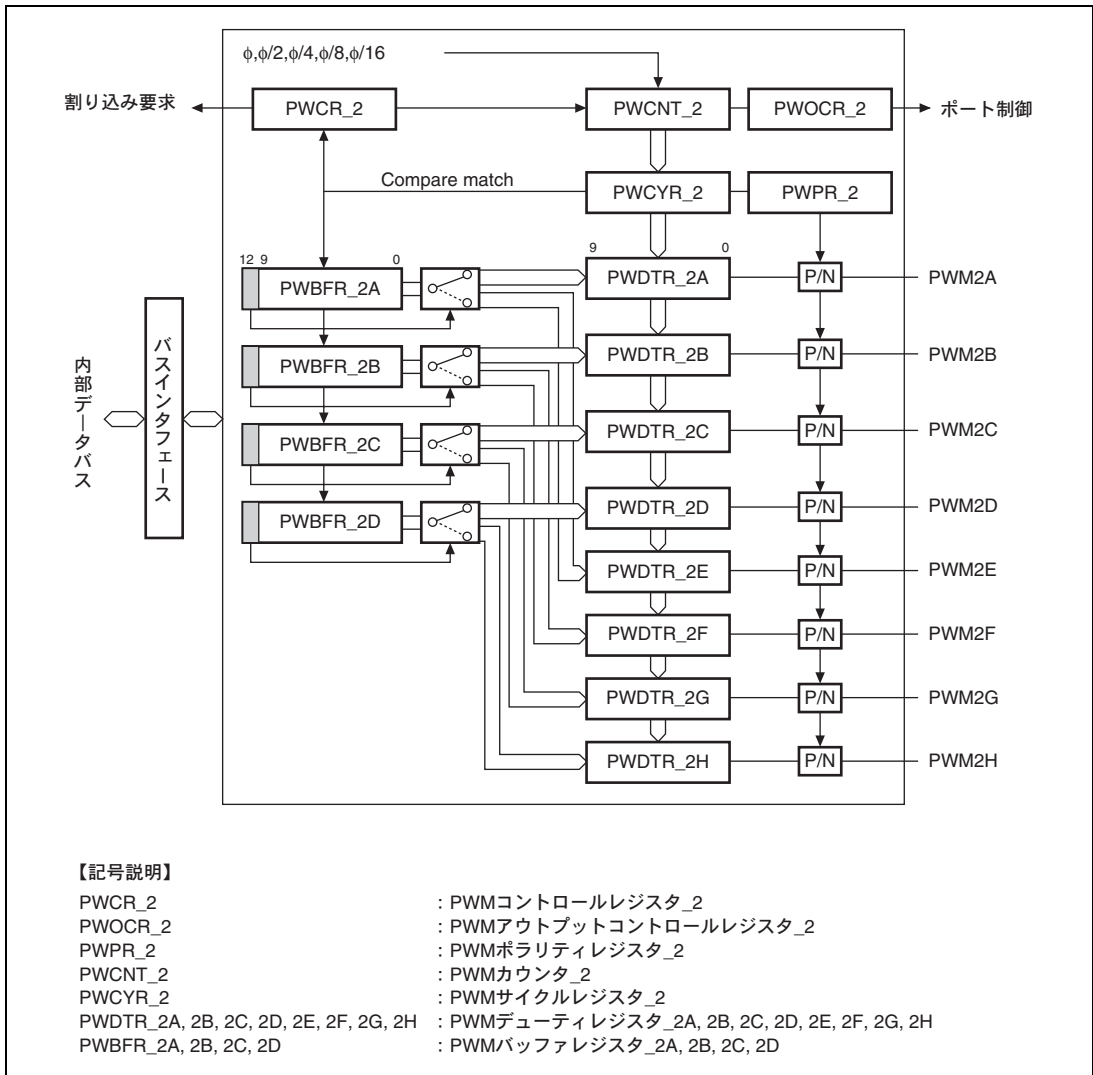 φ,φ/2,φ/4,φ/8,φ/16
割り込み要求
PWCR_2
PWCNT_2
PWOCR_2
ポート制御
Compare match
PWCYR_2
PWPR_2
12 9 0
9 0
PWBFR_2A
PWDTR_2A
P/N
PWM2A
PWBFR_2B
PWDTR_2B
P/N
PWM2B
PWBFR_2C
PWDTR_2C
P/N
PWM2C
PWBFR_2D
PWDTR_2D
P/N
PWM2D
内部データバス
バスインタフェース
PWDTR_2E
P/N
PWM2E
PWDTR_2F
P/N
PWM2F
PWDTR_2G
P/N
PWM2G
PWDTR_2H
P/N
PWM2H
【記号説明】
PWCR_2 : PWMコントロールレジスタ_2
PWOCR_2 : PWMアウトプットコントロールレジスタ_2
PWPR_2 : PWMポラリティレジスタ_2
PWCNT_2 : PWMカウンタ_2
PWCYR_2 : PWMサイクルレジスタ_2
PWDTR_2A, 2B, 2C, 2D, 2E, 2F, 2G, 2H : PWMデューティレジスタ_2A, 2B, 2C, 2D, 2E, 2F, 2G, 2H
PWBFR_2A, 2B, 2C, 2D : PWMバッファレジスタ_2A, 2B, 2C, 2D